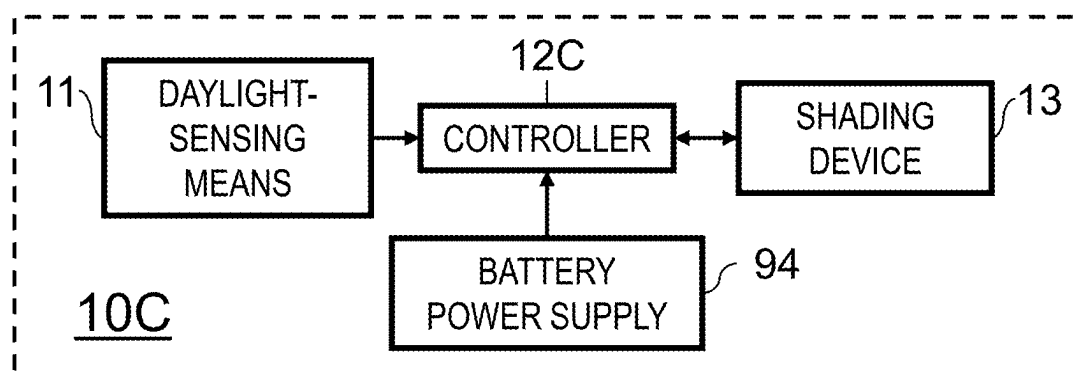 12C
11
DAYLIGHT-
SENSING
MEANS
CONTROLLER
SHADING
DEVICE
13
BATTERY
POWER SUPPLY
94
10C